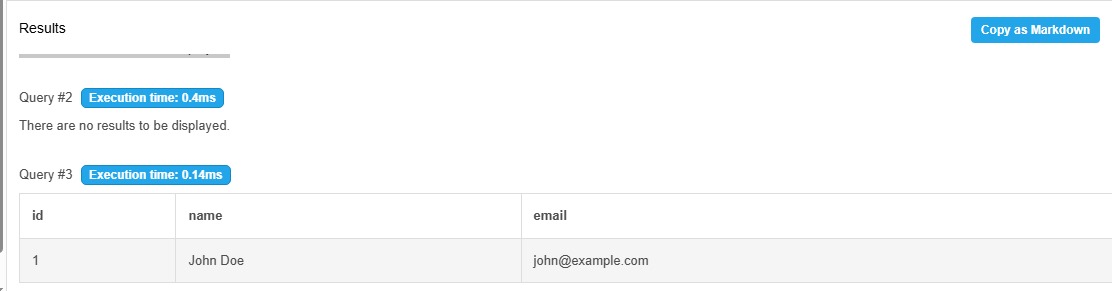 Results
Copy as Markdown
Query #2 Execution time: 0.4ms
There are no results to be displayed.
Query #3 Execution time: 0.14ms
id name email
1 John Doe john@example.com